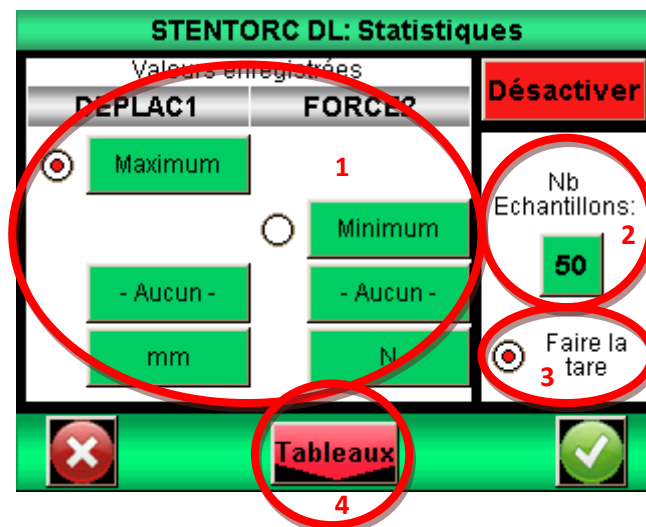 STENTORC DL: Statistiques
Valeurs enregistrées
DEPLAC1 FORCE2
Désactiver
Maximum
1
Minimum
- Aucun - - Aucun -
mm N
Nb
Echantillons:
2
50
Faire la
tare
3
Tableaux
4